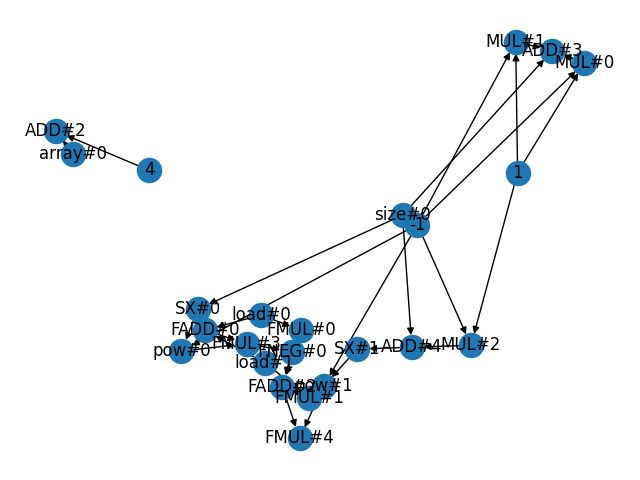 MUL#1
ADD#3
MUL#0
ADD#2
array#0
4
1
size#0
-1
SX#0
load#0
FADD#0
FMUL#0
pow#0
FMUL#3
FNEG#0
SX#1
ADD#4
MUL#2
load#1
FADD#2
pow#1
FMUL#1
FMUL#4